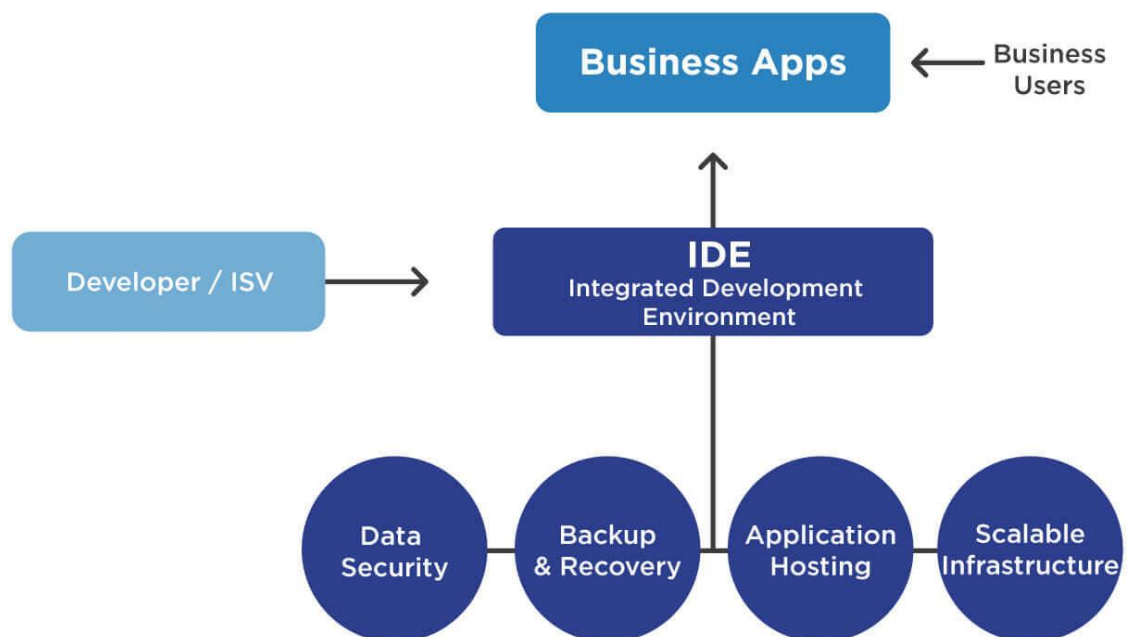 Business Apps
Business
Users
Developer / ISV
IDE
Integrated Development
Environment
Data
Security
Backup
& Recovery
Application
Hosting
Scalable
Infrastructure